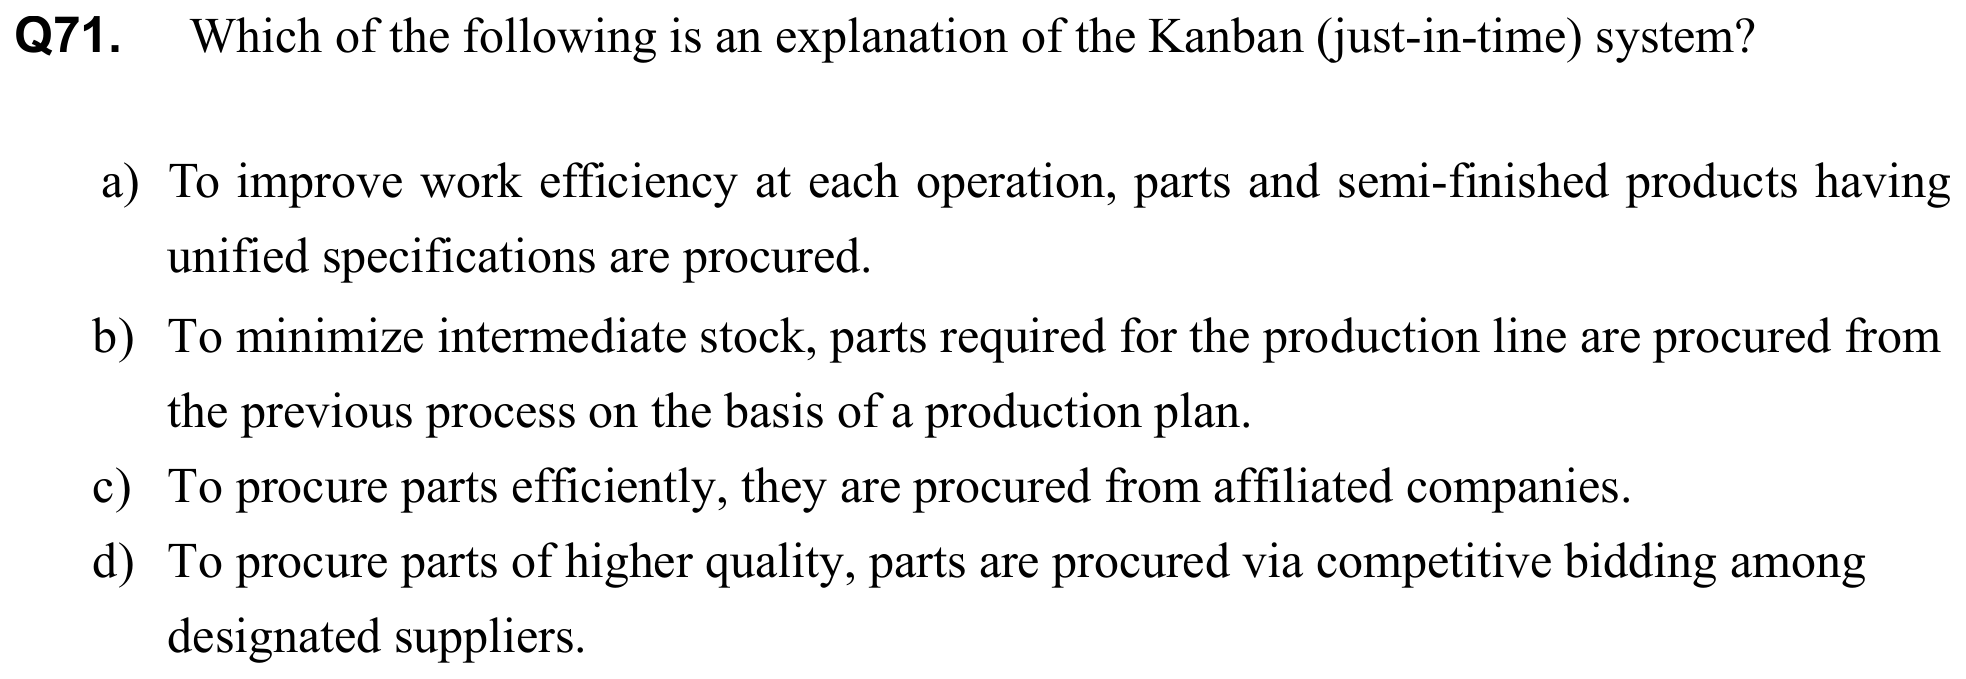 Q71. Which of the following is an explanation of the Kanban (just-in-time) system?
a) To improve work efficiency at each operation, parts and semi-finished products having
unified specifications are procured.
b) To minimize intermediate stock, parts required for the production line are procured from
the previous process on the basis of a production plan.
c) To procure parts efficiently, they are procured from affiliated companies.
d) To procure parts of higher quality, parts are procured via competitive bidding among
designated suppliers.